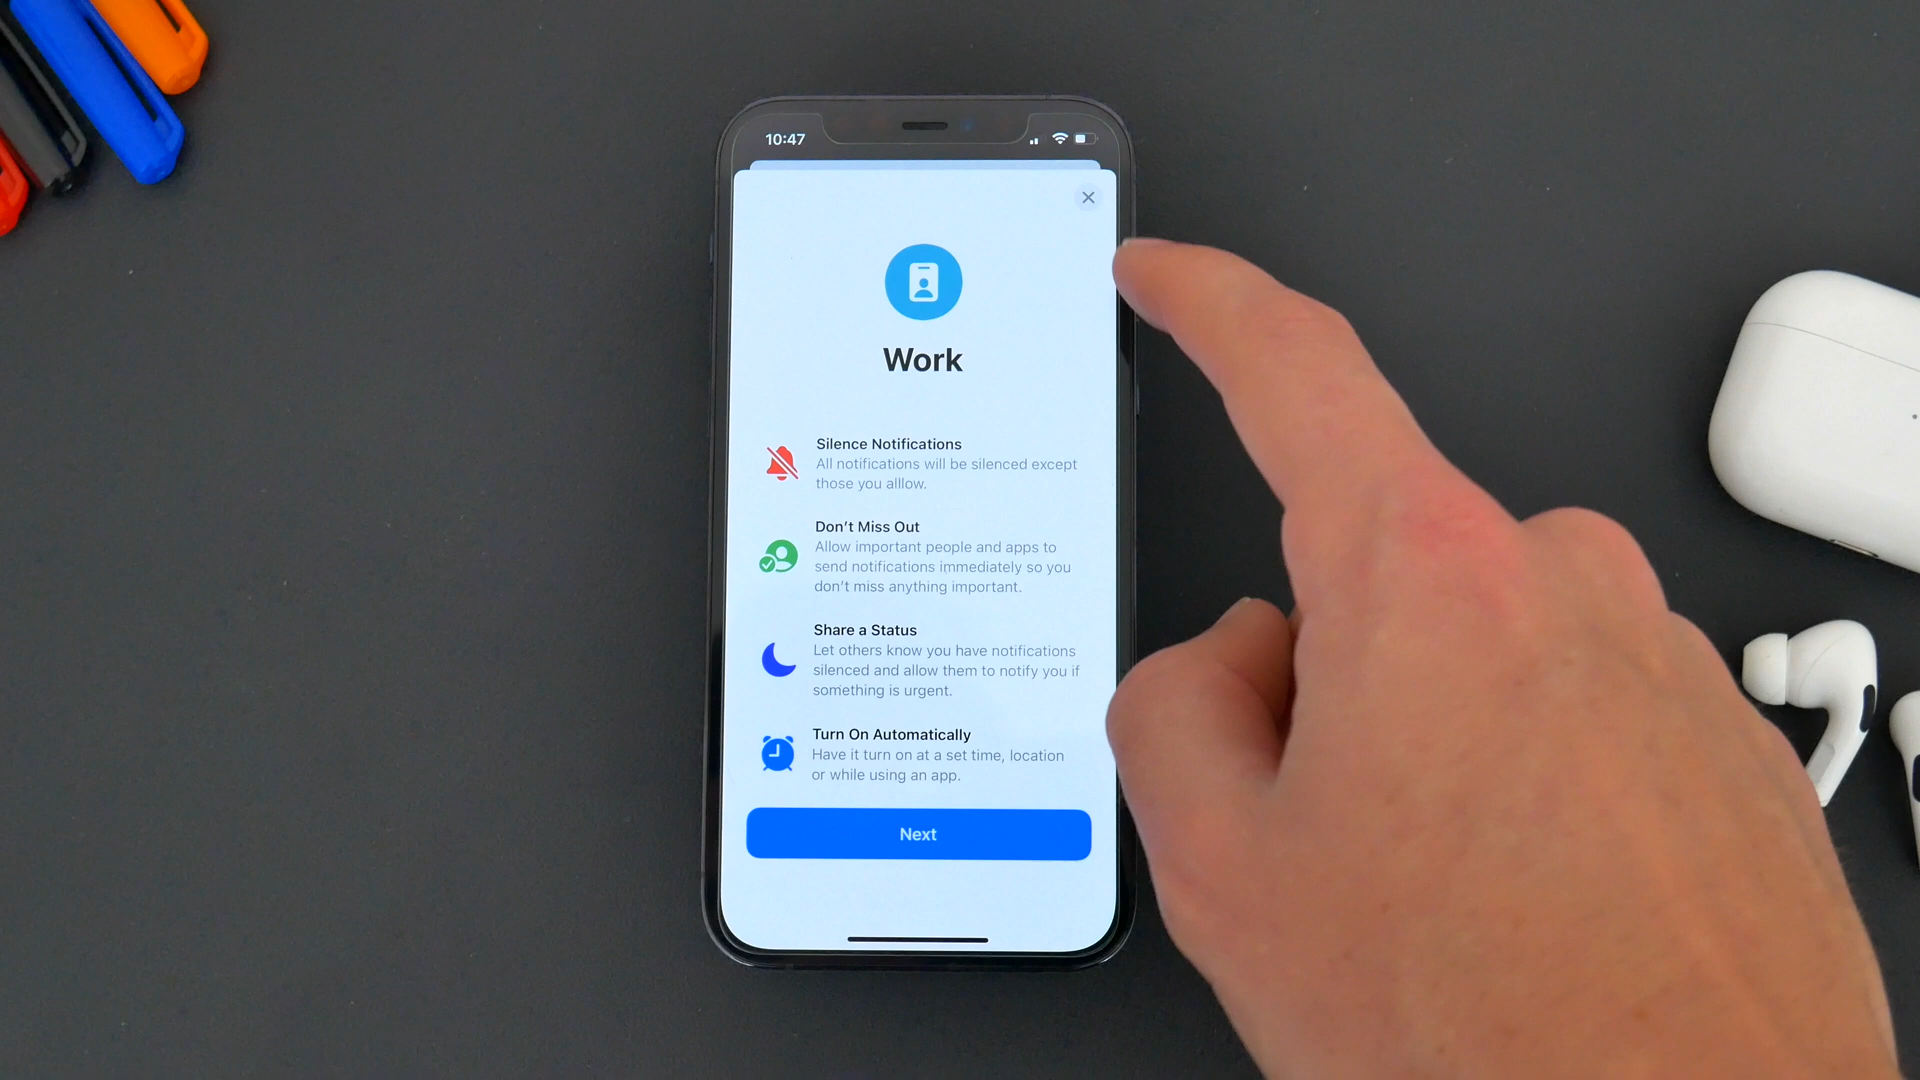 10:47
Work
Silence Notifications
All notifications will be silenced except
those you alllow.
Don't Miss Out
Allow important people and apps to
send notifications immediately so you
don't miss anything important.
Share a Status
Let others know you have notifications
silenced and allow them to notify you if
something is urgent.
Turn On Automatically
Have it turn on at a set time, location
or while using an app.
Next